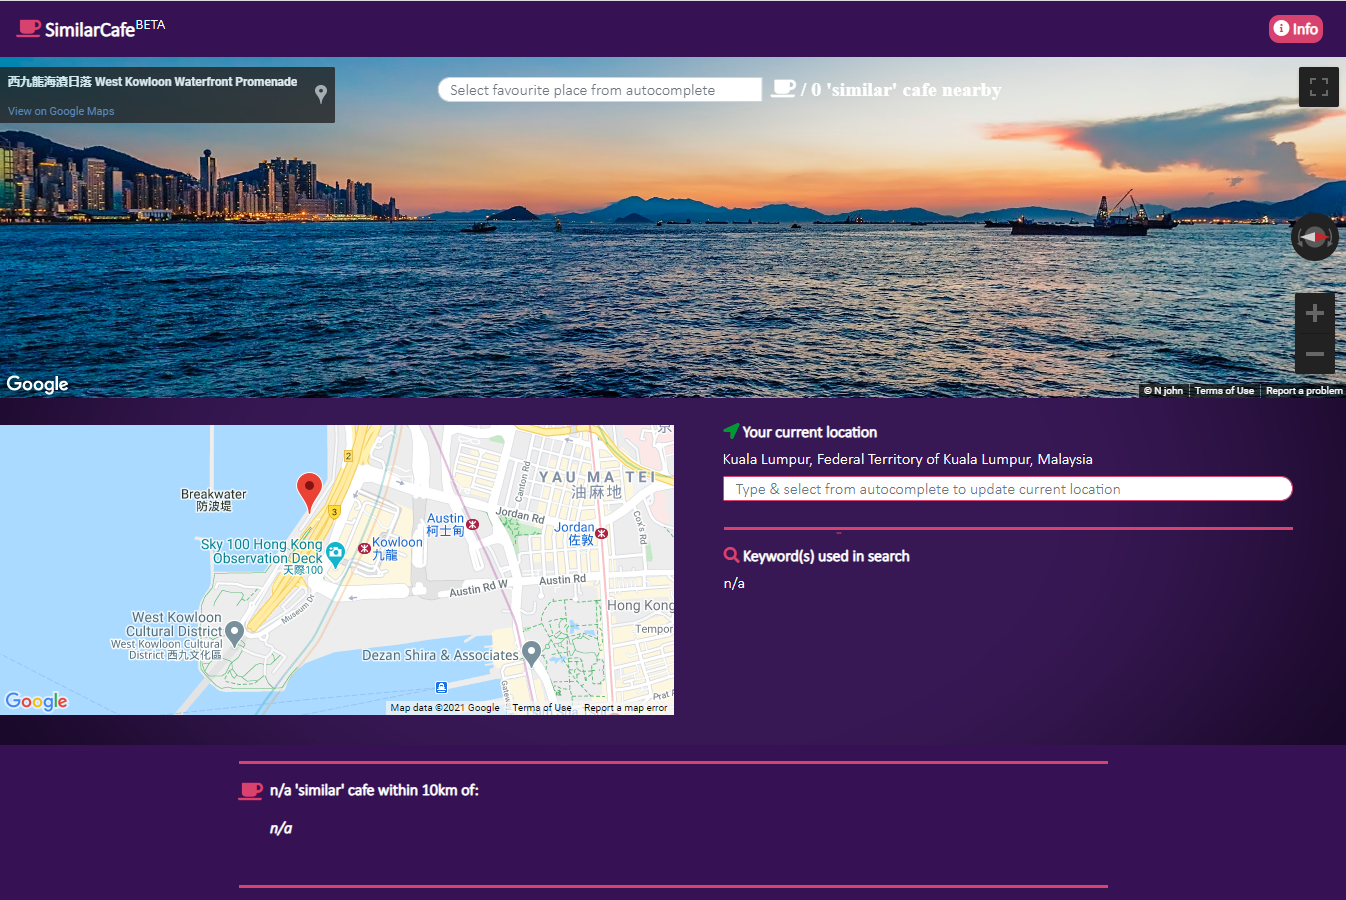 SimilarCafe BETA
Info
西九龍海濱日落 West Kowloon Waterfront Promenade
View on Google Maps
Select favourite place from autocomplete
/ 0 'similar' cafe nearby
Google
© N john
Terms of Use
Report a problem
2
YAU MA TEI
油麻地
Canton Rd
Breakwater
防波堤
3
Jordan Rd
Austin
柯士甸
Jordan
佐敦
Cox's Rd
Sky 100 Hong Kong
Observation Deck
天際100
Kowloon
九龍
Austin Rd W
Austin Rd
Museum Dr
Hong Kong
Tempor
West Kowloon
Cultural District
West Kowloon Cultural
District 西九文化區
Dezan Shira & Associates
Gatew
Prat A
Google
Map data ©2021 Google
Terms of Use
Report a map error
Your current location
Kuala Lumpur, Federal Territory of Kuala Lumpur, Malaysia
Type & select from autocomplete to update current location
Keyword(s) used in search
n/a
n/a 'similar' cafe within 10km of:
n/a